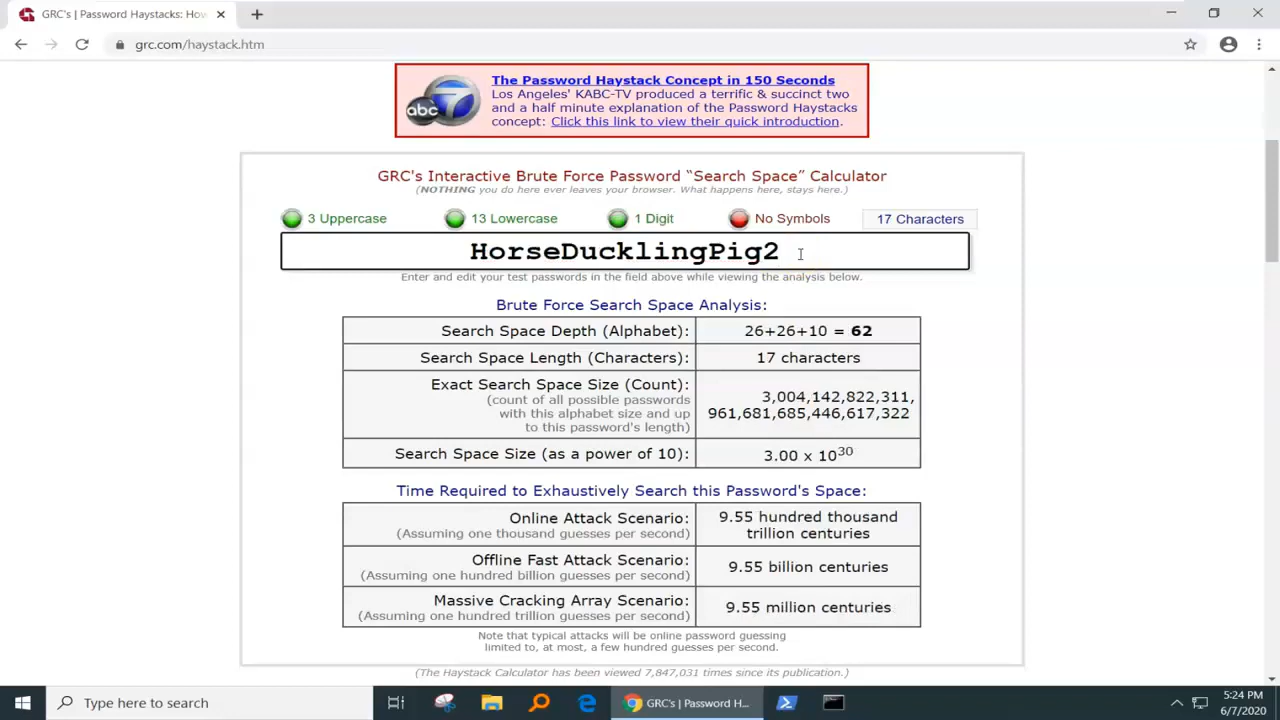 GRC's | Password Haystacks: How
grc.com/haystack.htm
The Password Haystack Concept in 150 Seconds
Los Angeles' KABC-TV produced a terrific & succinct two
and a half minute explanation of the Password Haystacks
concept: Click this link to view their quick introduction.
abc 7
GRC's Interactive Brute Force Password “Search Space” Calculator
(NOTHING you do here ever leaves your browser. What happens here, stays here.)
3 Uppercase 13 Lowercase 1 Digit No Symbols 17 Characters
HorseDucklingPig2
Enter and edit your test passwords in the field above while viewing the analysis below.
Brute Force Search Space Analysis:
Search Space Depth (Alphabet): 26+26+10 = 62
Search Space Length (Characters): 17 characters
Exact Search Space Size (Count):
(count of all possible passwords
with this alphabet size and up
to this password's length)
3,004,142,822,311,
961,681,685,446,617,322
Search Space Size (as a power of 10): 3.00 x 10^30
Time Required to Exhaustively Search this Password's Space:
Online Attack Scenario:
(Assuming one thousand guesses per second)
9.55 hundred thousand
trillion centuries
Offline Fast Attack Scenario:
(Assuming one hundred billion guesses per second)
9.55 billion centuries
Massive Cracking Array Scenario:
(Assuming one hundred trillion guesses per second)
9.55 million centuries
Note that typical attacks will be online password guessing
limited to, at most, a few hundred guesses per second.
(The Haystack Calculator has been viewed 7,847,031 times since its publication.)
Type here to search
GRC's | Password H...
5:24 PM
6/7/2020